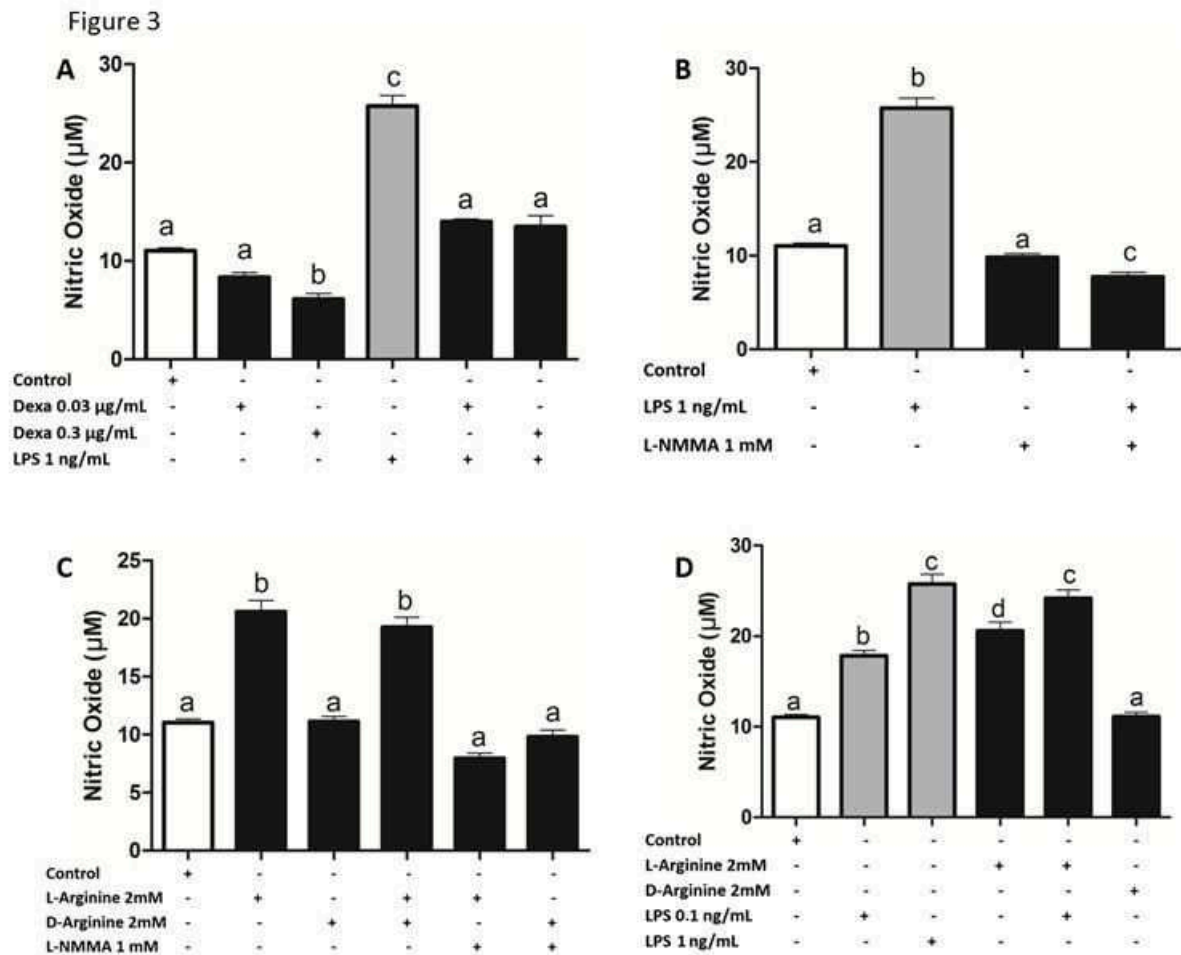 Figure 3
A
c
a
a
b
a
a
Nitric Oxide (µM)
30
20
10
0
Control + - - - - -
Dexa 0.03 µg/mL - + - - + -
Dexa 0.3 µg/mL - - + - - +
LPS 1 ng/mL - - - + + +
B
b
a
a
c
Nitric Oxide (µM)
30
20
10
0
Control + - - -
LPS 1 ng/mL - + - +
L-NMMA 1 mM - - + +
C
b
b
a
a
a
a
Nitric Oxide (µM)
25
20
15
10
5
0
Control + - - - - -
L-Arginine 2mM - + - + + -
D-Arginine 2mM - - + + - +
L-NMMA 1 mM - - - - + +
D
c
c
d
b
a
a
Nitric Oxide (µM)
30
20
10
0
Control + - - - - -
L-Arginine 2mM - - - + + -
D-Arginine 2mM - - - - - +
LPS 0.1 ng/mL - + - - + -
LPS 1 ng/mL - - + - - -